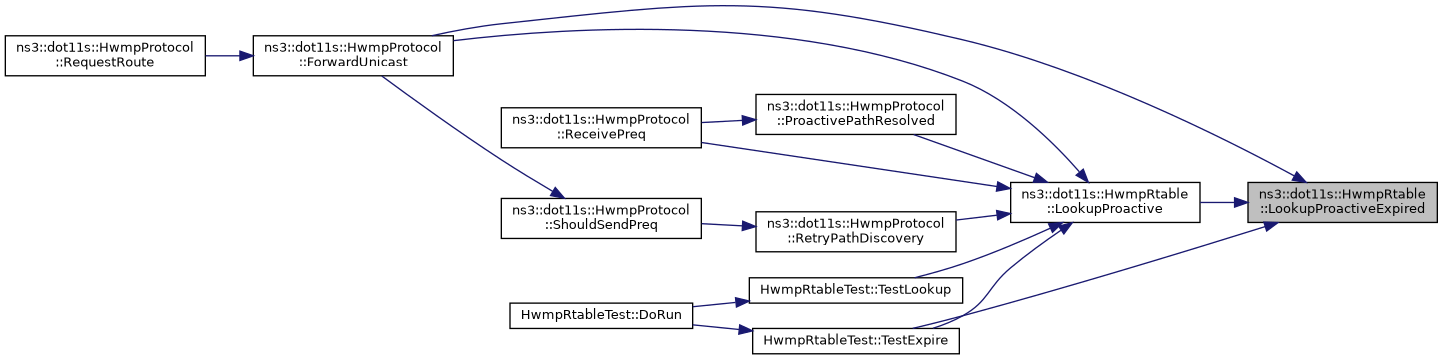 ns3::dot11s::HwmpProtocol
::RequestRoute
ns3::dot11s::HwmpProtocol
::ForwardUnicast
ns3::dot11s::HwmpProtocol
::ReceivePreq
ns3::dot11s::HwmpProtocol
::ProactivePathResolved
ns3::dot11s::HwmpProtocol
::ShouldSendPreq
ns3::dot11s::HwmpProtocol
::RetryPathDiscovery
ns3::dot11s::HwmpRtable
::LookupProactive
ns3::dot11s::HwmpRtable
::LookupProactiveExpired
HwmpRtableTest::TestLookup
HwmpRtableTest::DoRun
HwmpRtableTest::TestExpire